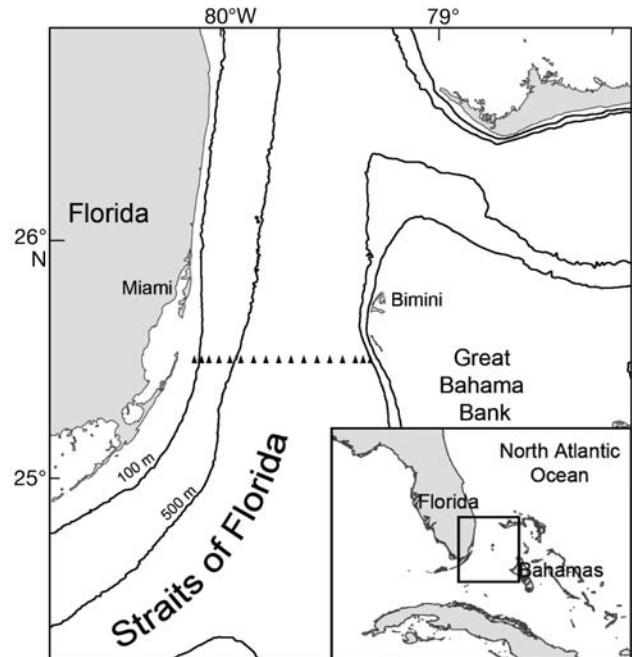 80°W
79°
Florida
26°
N
Miami
Bimini
Great
Bahama
Bank
25°
100 m
500 m
Straits of Florida
North Atlantic
Ocean
Florida
Bahamas